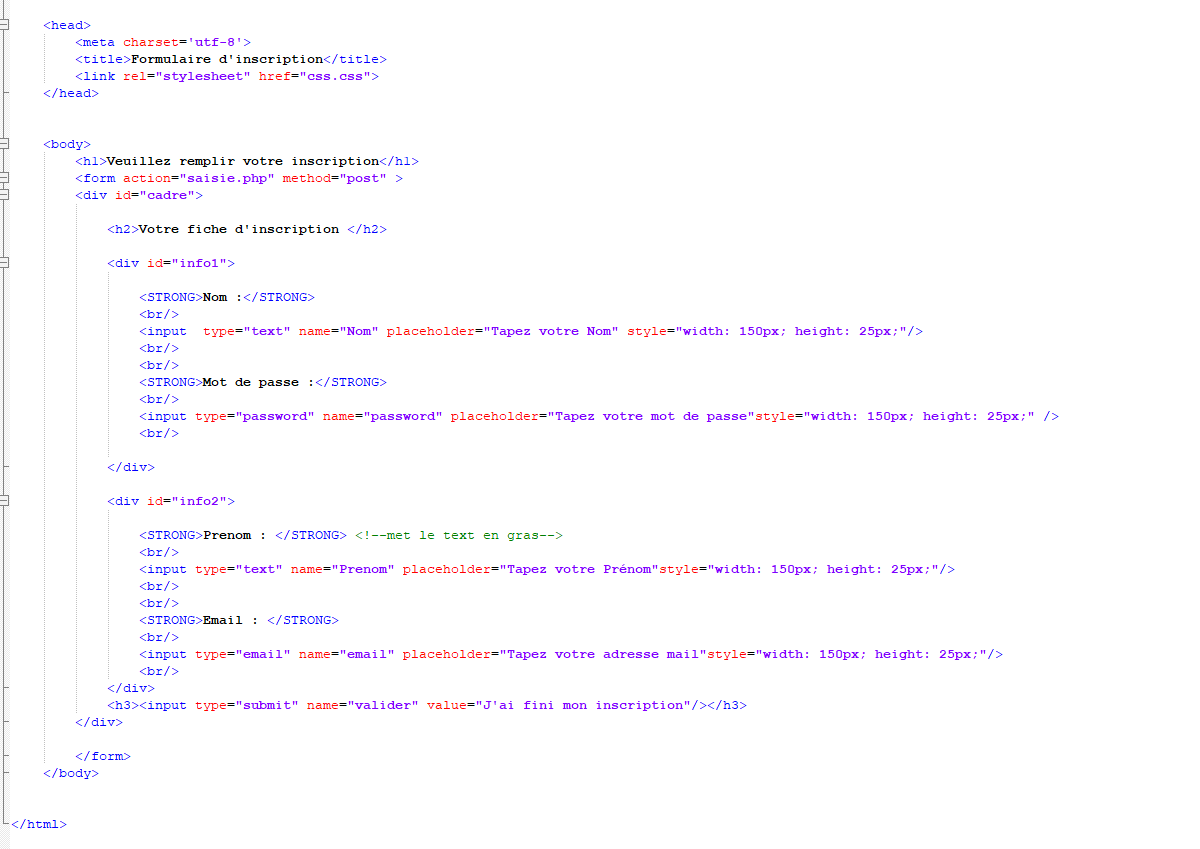 <head>
<meta charset='utf-8'>
<title>Formulaire d'inscription</title>
<link rel="stylesheet" href="css.css">
</head>
<body>
<h1>Veuillez remplir votre inscription</h1>
<form action="saisie.php" method="post" >
<div id="cadre">
<h2>Votre fiche d'inscription </h2>
<div id="info1">
<STRONG>Nom :</STRONG>
<br/>
<input  type="text" name="Nom" placeholder="Tapez votre Nom" style="width: 150px; height: 25px;"/>
<br/>
<br/>
<STRONG>Mot de passe :</STRONG>
<br/>
<input type="password" name="password" placeholder="Tapez votre mot de passe"style="width: 150px; height: 25px;" />
<br/>
</div>
<div id="info2">
<STRONG>Prenom : </STRONG> <!--met le text en gras-->
<br/>
<input type="text" name="Prenom" placeholder="Tapez votre Prénom"style="width: 150px; height: 25px;"/>
<br/>
<br/>
<STRONG>Email : </STRONG>
<br/>
<input type="email" name="email" placeholder="Tapez votre adresse mail"style="width: 150px; height: 25px;"/>
<br/>
</div>
<h3><input type="submit" name="valider" value="J'ai fini mon inscription"/></h3>
</div>
</form>
</body>
</html>